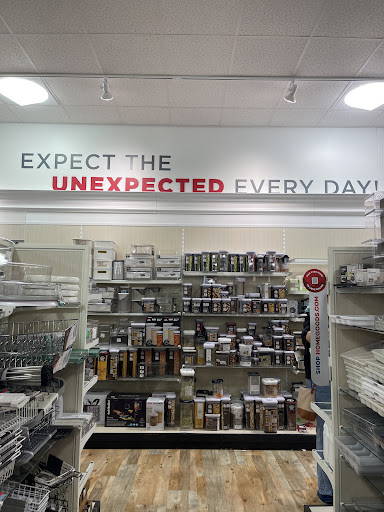 EXPECT THE
UNEXPECTED EVERY DAY!
SHOP HOMEGOODS.COM